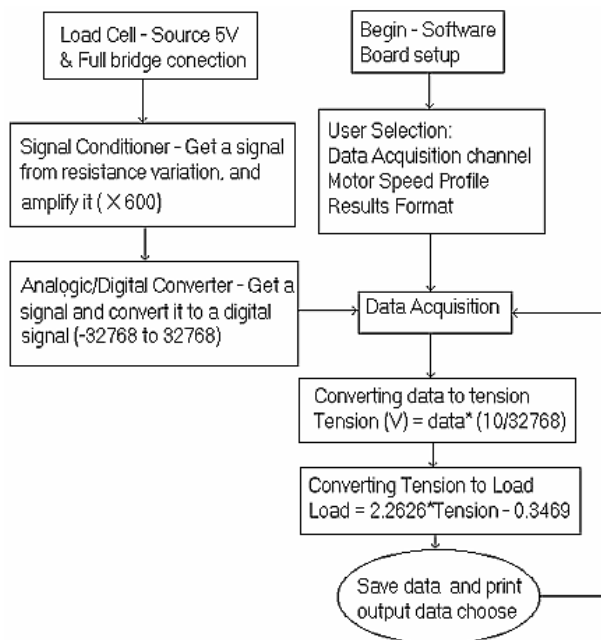 Load Cell - Source 5V
& Full bridge conection
Signal Conditioner - Get a signal
from resistance variation, and
amplify it ( X 600)
Analogic/Digital Converter - Get a
signal and convert it to a digital
signal (-32768 to 32768)
Begin - Software
Board setup
User Selection:
Data Acquisition channel
Motor Speed Profile
Results Format
Data Acquisition
Converting data to tension
Tension (V) = data* (10/32768)
Converting Tension to Load
Load = 2.2626*Tension - 0.3469
Save data and print
output data choose